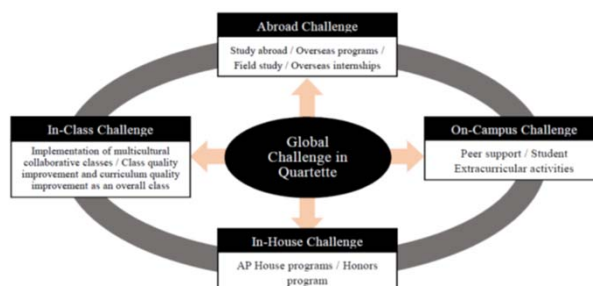 Abroad Challenge
Study abroad / Overseas programs /
Field study / Overseas internships
In-Class Challenge
Implementation of multicultural
collaborative classes / Class quality
improvement and curriculum quality
improvement as an overall class
Global
Challenge in
Quartette
On-Campus Challenge
Peer support / Student
Extracurricular activities
In-House Challenge
AP House programs / Honors
program